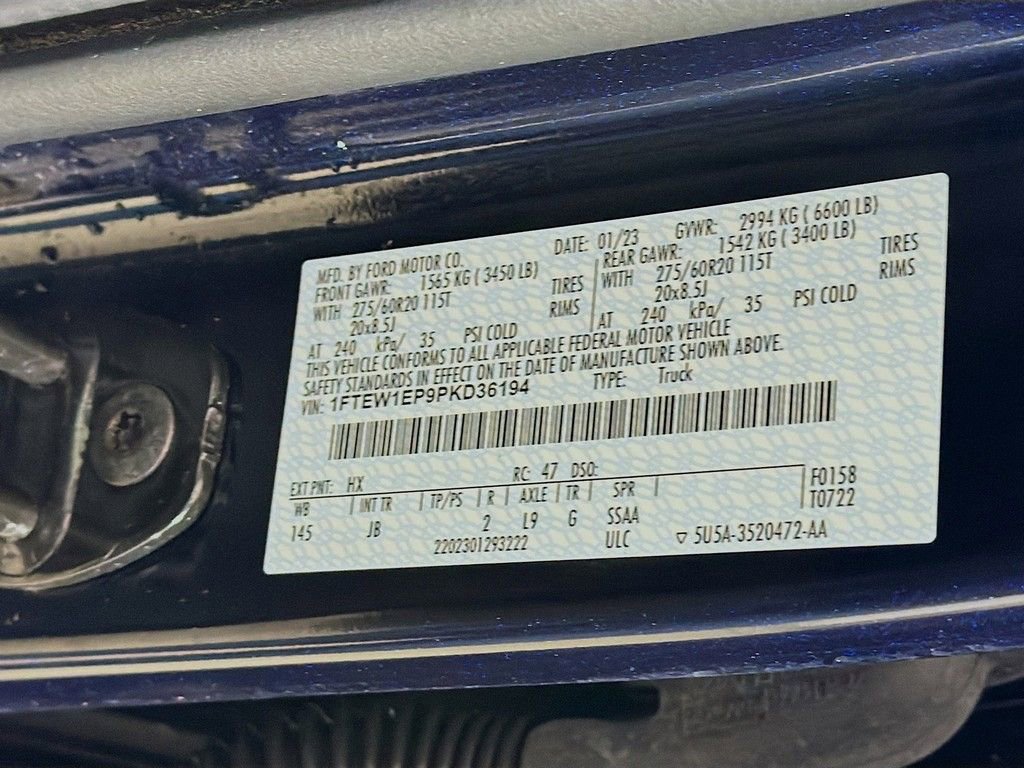 MFD. BY FORD MOTOR CO. DATE: 01/23 GVWR: 2994 KG ( 6600 LB)
FRONT GAWR: 1565 KG ( 3450 LB) REAR GAWR: 1542 KG ( 3400 LB)
WITH 275/60R20 115T TIRES WITH 275/60R20 115T TIRES
20x8.5J RIMS 20x8.5J RIMS
AT 240 kPa/ 35 PSI COLD AT 240 kPa/ 35 PSI COLD
THIS VEHICLE CONFORMS TO ALL APPLICABLE FEDERAL MOTOR VEHICLE
SAFETY STANDARDS IN EFFECT ON THE DATE OF MANUFACTURE SHOWN ABOVE.
VIN: 1FTEW1EP9PKD36194 TYPE: Truck
EXT PNT: HX RC: 47 DSO:
WB INT TR TP/PS R AXLE TR SPR F0158
145 JB 2 L9 G SSAA T0722
2202301293222 ULC ▽ 5U5A-3520472-AA